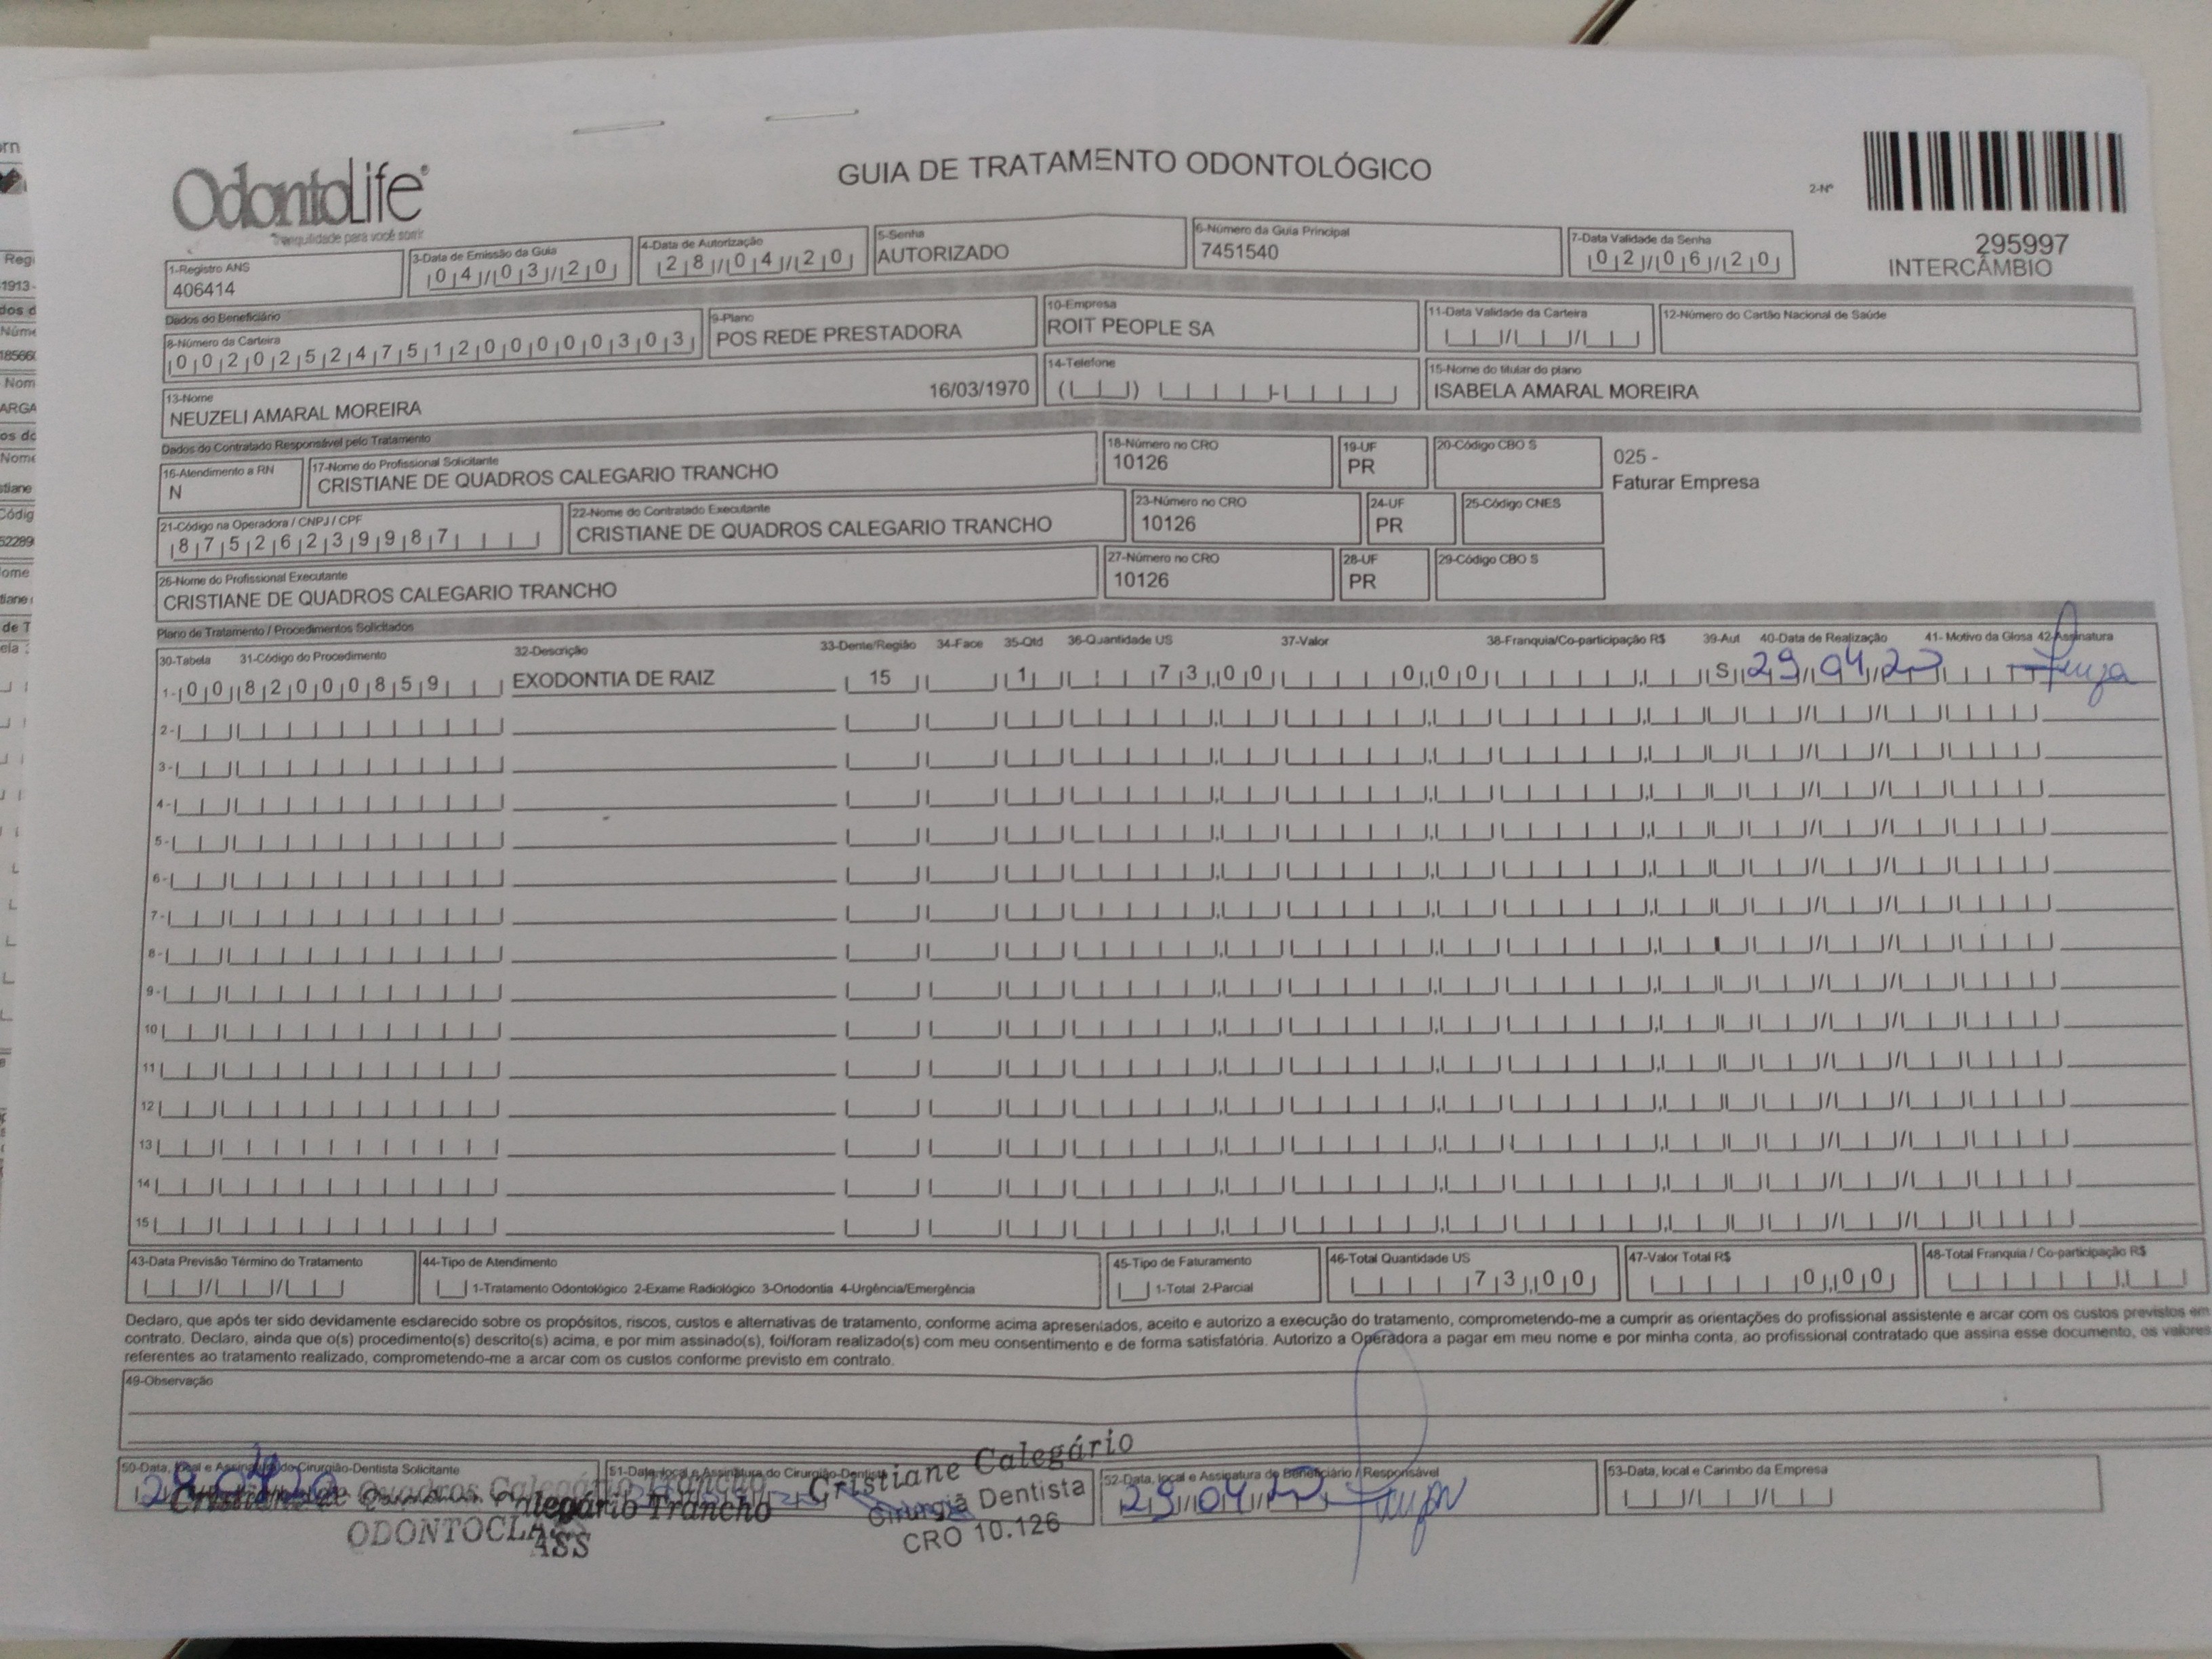 OdontoLife®
Tranquilidade para você sorrir
GUIA DE TRATAMENTO ODONTOLÓGICO
2-Nº
295997
INTERCÂMBIO
1-Registro ANS
406414
3-Data de Emissão da Guia
04/03/20
4-Data de Autorização
28/04/20
5-Senha
AUTORIZADO
6-Número da Guia Principal
7451540
7-Data Validade da Senha
02/06/20
Dados do Beneficiário
8-Número da Carteira
00202524751200000303
9-Plano
POS REDE PRESTADORA
10-Empresa
ROIT PEOPLE SA
11-Data Validade da Carteira
12-Número do Cartão Nacional de Saúde
13-Nome
NEUZELI AMARAL MOREIRA 16/03/1970
14-Telefone
15-Nome do titular do plano
ISABELA AMARAL MOREIRA
Dados do Contratado Responsável pelo Tratamento
16-Atendimento a RN
N
17-Nome do Profissional Solicitante
CRISTIANE DE QUADROS CALEGARIO TRANCHO
18-Número no CRO
10126
19-UF
PR
20-Código CBO S
025 -
Faturar Empresa
21-Código na Operadora / CNPJ / CPF
87526239987
22-Nome do Contratado Executante
CRISTIANE DE QUADROS CALEGARIO TRANCHO
23-Número no CRO
10126
24-UF
PR
25-Código CNES
26-Nome do Profissional Executante
CRISTIANE DE QUADROS CALEGARIO TRANCHO
27-Número no CRO
10126
28-UF
PR
29-Código CBO S
Plano de Tratamento / Procedimentos Solicitados
30-Tabela 31-Código do Procedimento 32-Descrição 33-Dente/Região 34-Face 35-Qtd 36-Quantidade US 37-Valor 38-Franquia/Co-participação R$ 39-Aut 40-Data de Realização 41- Motivo da Glosa 42-Assinatura
1- 00 82000859 EXODONTIA DE RAIZ 15 1 73,00 0,00 S 29/04/20
2-
3-
4-
5-
6-
7-
8-
9-
10
11
12
13
14
15
43-Data Previsão Término do Tratamento
44-Tipo de Atendimento
1-Tratamento Odontológico 2-Exame Radiológico 3-Ortodontia 4-Urgência/Emergência
45-Tipo de Faturamento
1-Total 2-Parcial
46-Total Quantidade US
73,00
47-Valor Total R$
0,00
48-Total Franquia / Co-participação R$
Declaro, que após ter sido devidamente esclarecido sobre os propósitos, riscos, custos e alternativas de tratamento, conforme acima apresentados, aceito e autorizo a execução do tratamento, comprometendo-me a cumprir as orientações do profissional assistente e arcar com os custos previstos em
contrato. Declaro, ainda que o(s) procedimento(s) descrito(s) acima, e por mim assinado(s), foi/foram realizado(s) com meu consentimento e de forma satisfatória. Autorizo a Operadora a pagar em meu nome e por minha conta, ao profissional contratado que assina esse documento, os valores
referentes ao tratamento realizado, comprometendo-me a arcar com os custos conforme previsto em contrato.
49-Observação
50-Data, local e Assinatura do Cirurgião-Dentista Solicitante
Calegário Trancho
ODONTOCLASS
51-Data, local e Assinatura do Cirurgião-Dentista
Cristiane Calegário
Cirurgiã Dentista
CRO 10.126
52-Data, local e Assinatura do Beneficiário / Responsável
29/04/20
53-Data, local e Carimbo da Empresa